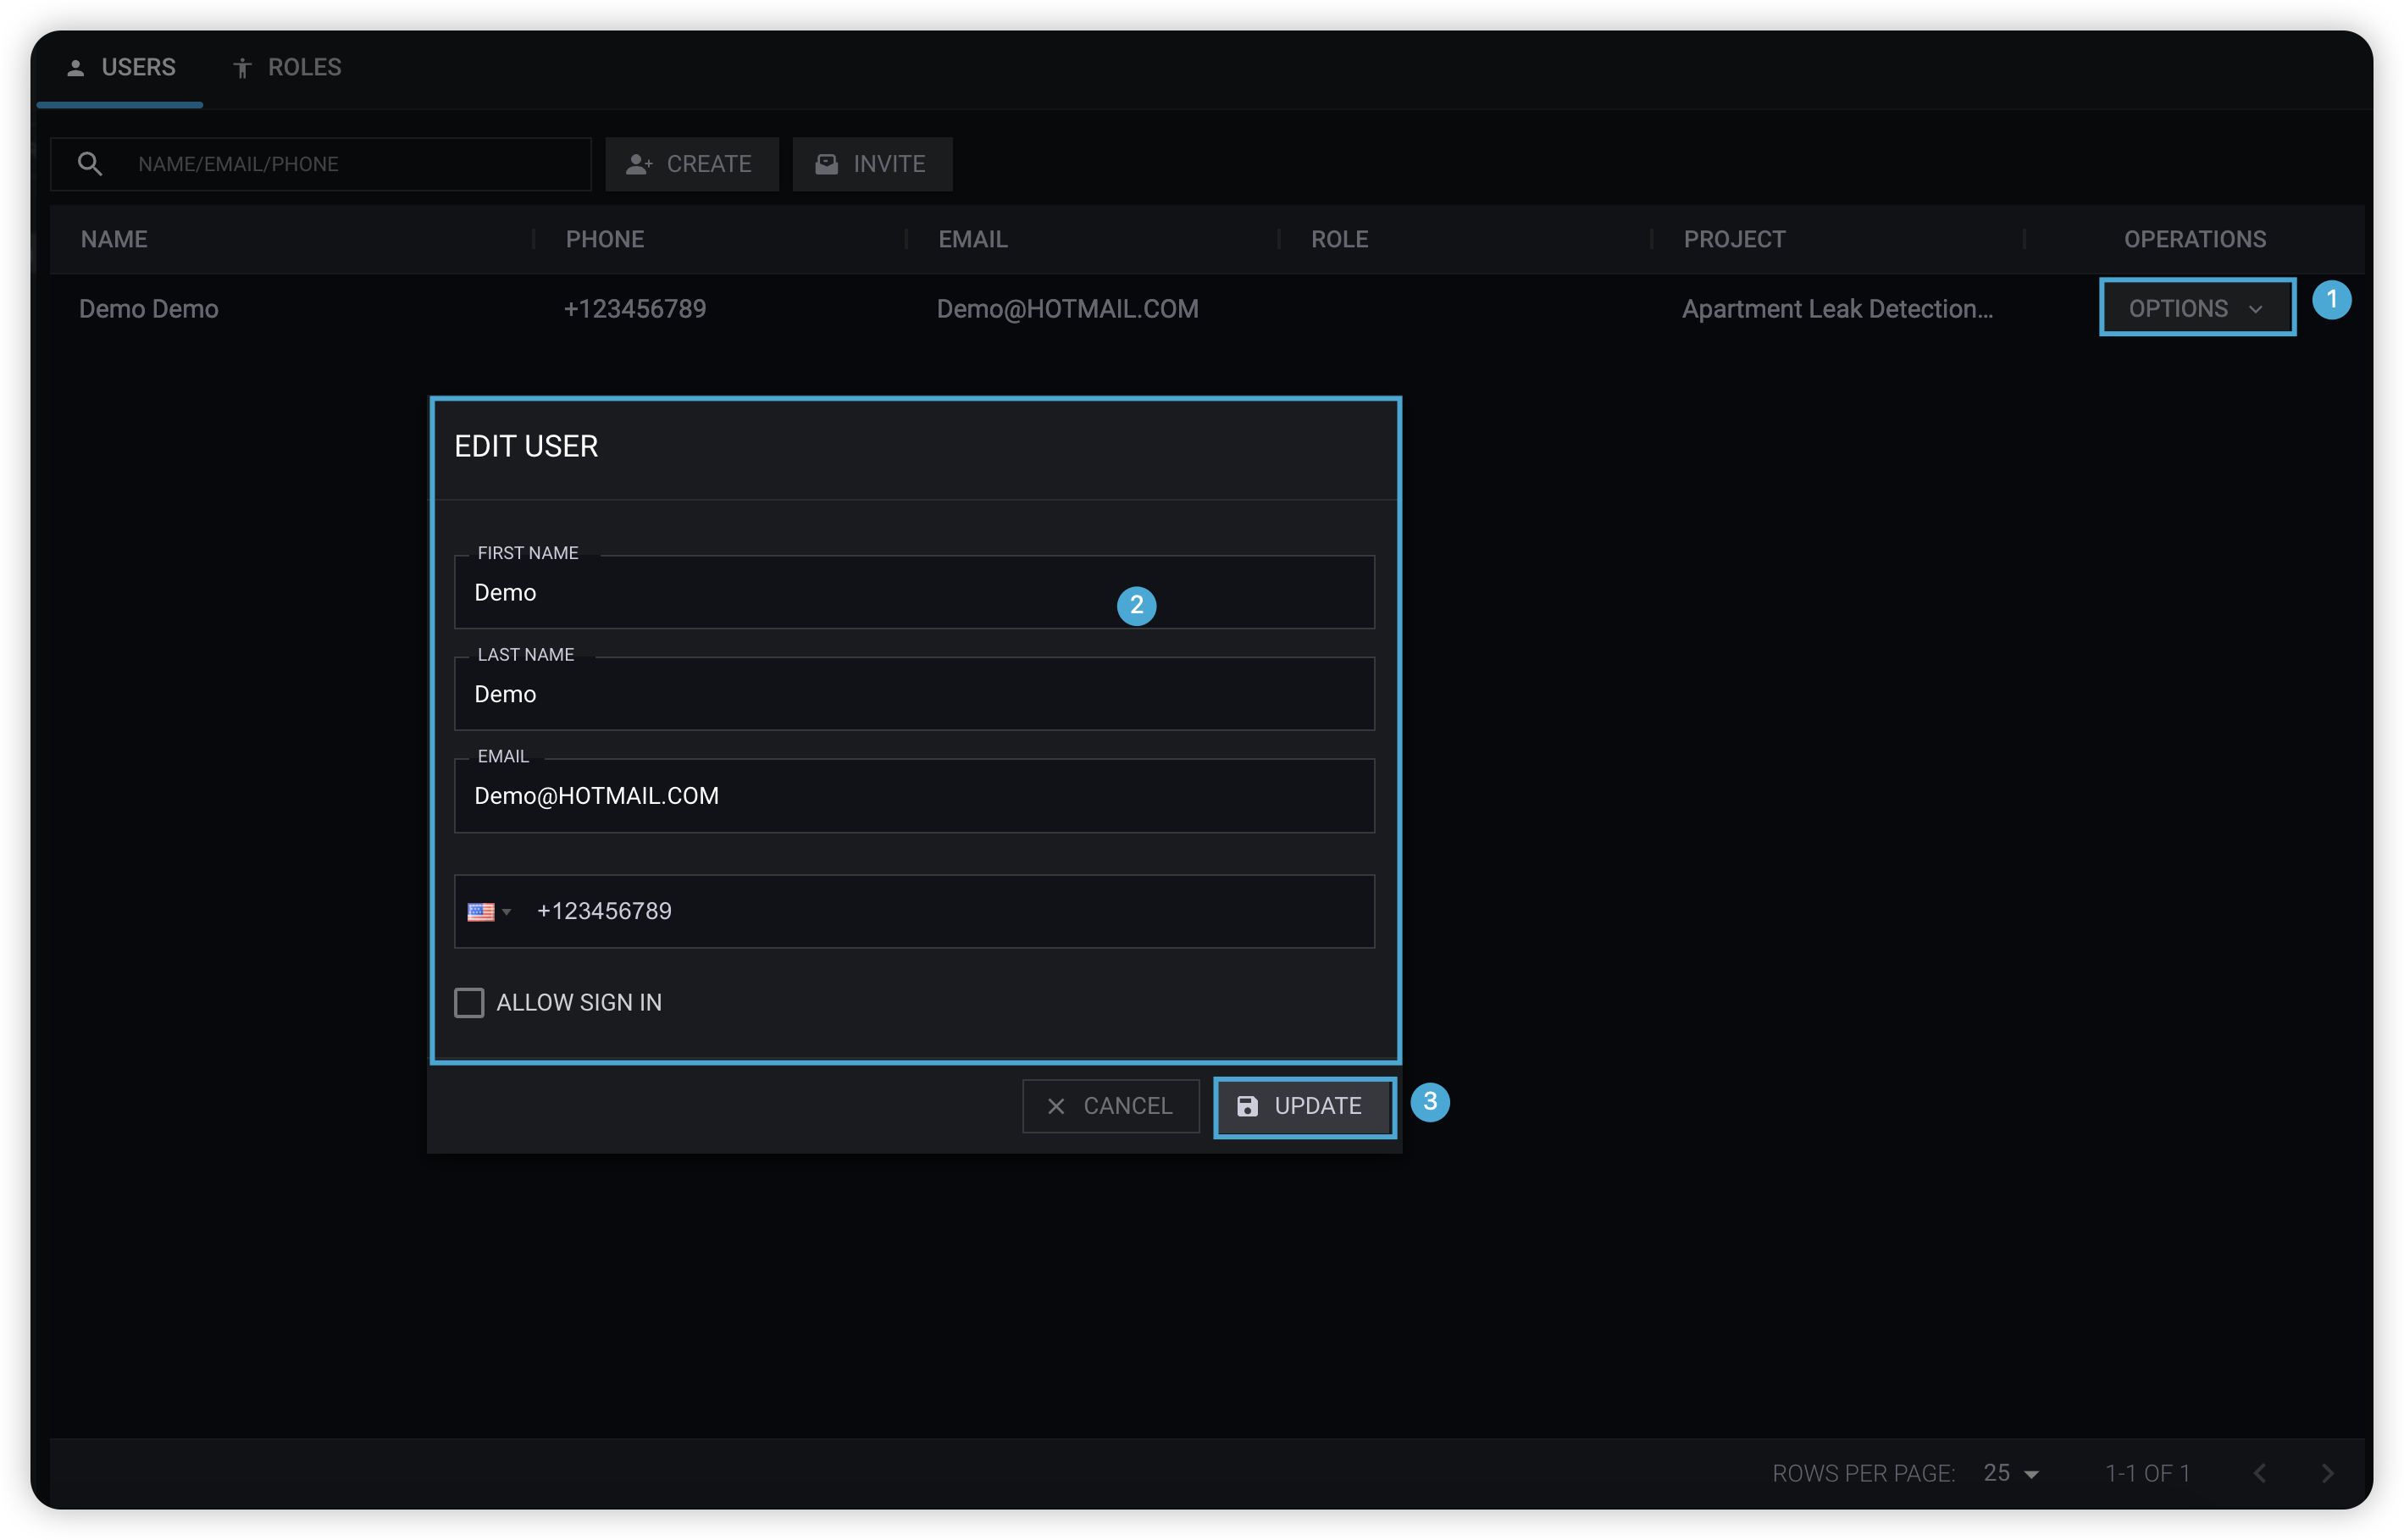 USERS ROLES
NAME/EMAIL/PHONE CREATE INVITE
NAME PHONE EMAIL ROLE PROJECT OPERATIONS
Demo Demo +123456789 Demo@HOTMAIL.COM Apartment Leak Detection... OPTIONS 1
EDIT USER
FIRST NAME
Demo 2
LAST NAME
Demo
EMAIL
Demo@HOTMAIL.COM
+123456789
ALLOW SIGN IN
CANCEL UPDATE 3
ROWS PER PAGE: 25 1-1 OF 1